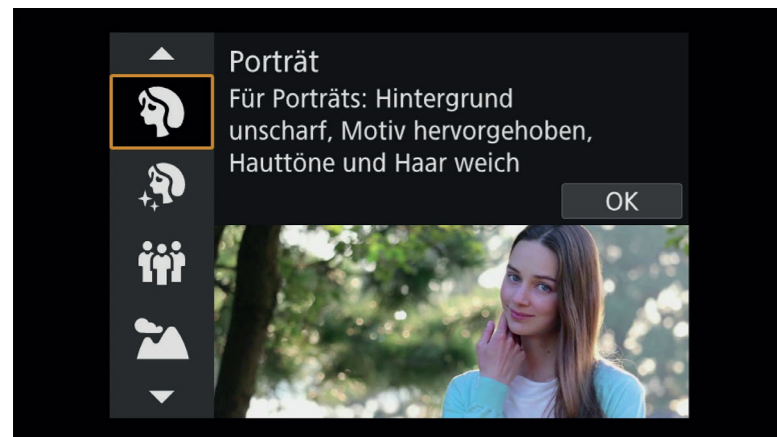 Porträt
Für Porträts: Hintergrund
unscharf, Motiv hervorgehoben,
Hauttöne und Haar weich
OK